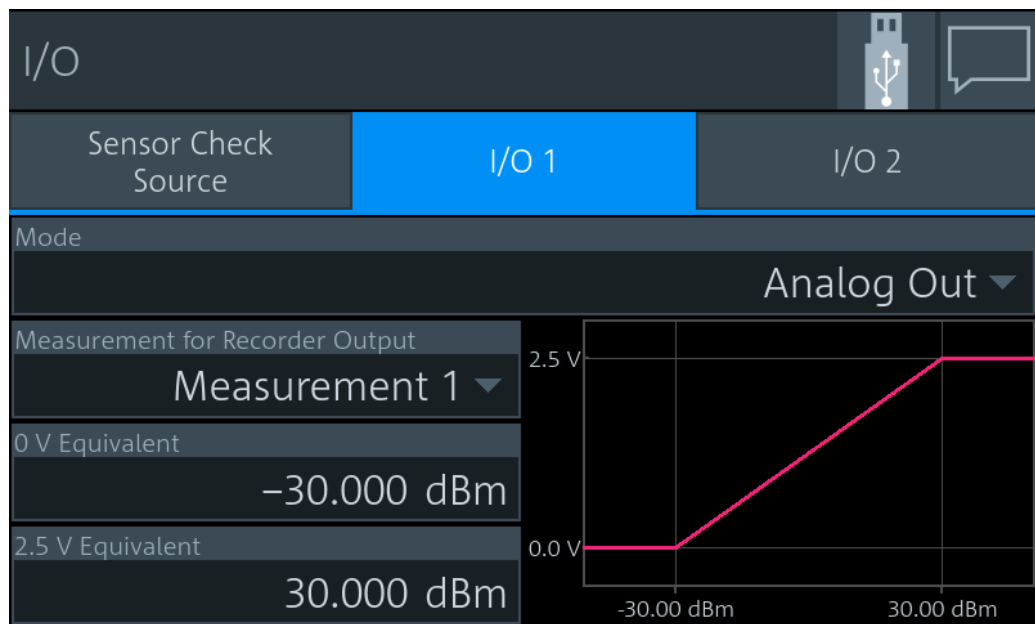 I/O
Sensor Check
Source
I/O 1
I/O 2
Mode
Analog Out
Measurement for Recorder Output
Measurement 1
0 V Equivalent
−30.000 dBm
2.5 V Equivalent
30.000 dBm
2.5 V
0.0 V
-30.00 dBm
30.00 dBm